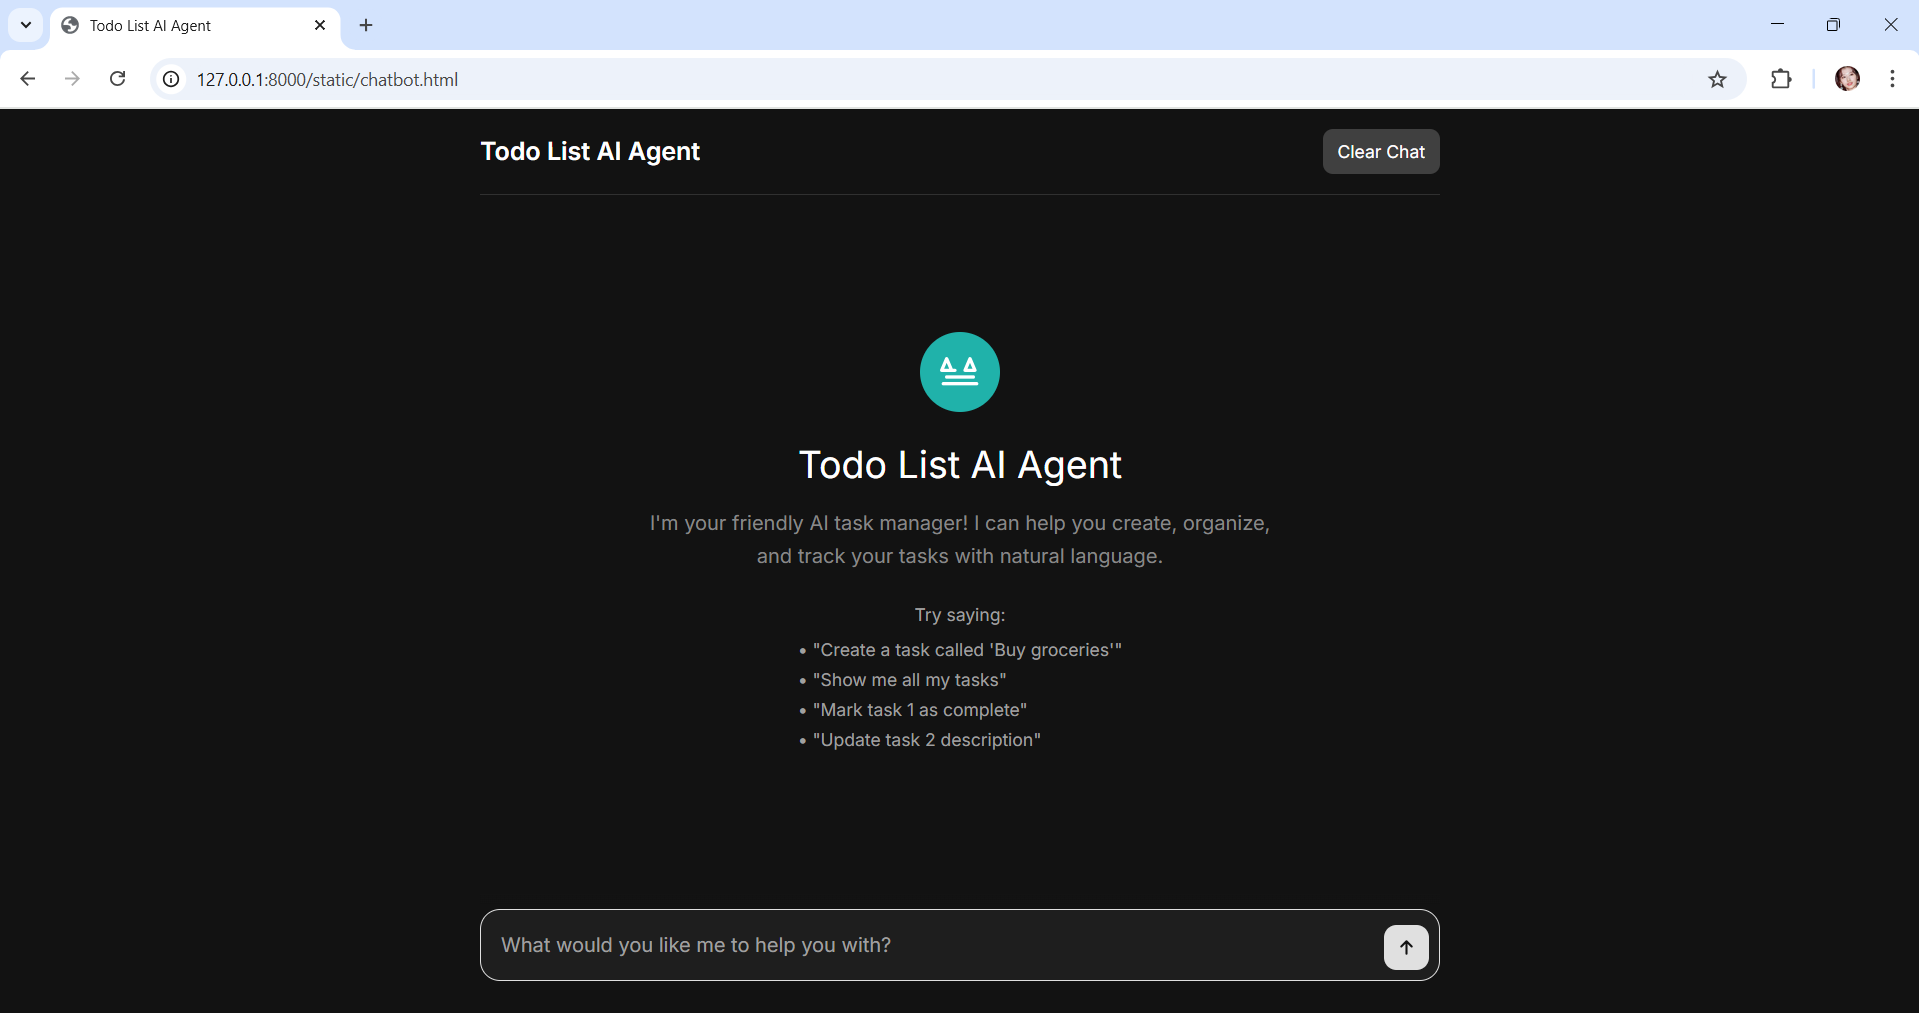 Todo List AI Agent
127.0.0.1:8000/static/chatbot.html
Todo List AI Agent
Clear Chat
Todo List AI Agent
I'm your friendly AI task manager! I can help you create, organize,
and track your tasks with natural language.
Try saying:
• "Create a task called 'Buy groceries'"
• "Show me all my tasks"
• "Mark task 1 as complete"
• "Update task 2 description"
What would you like me to help you with?